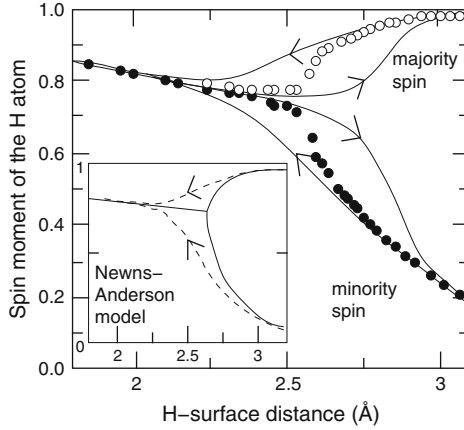 1.0
0.8
0.6
0.4
0.2
0.0
Spin moment of the H atom
majority
spin
minority
spin
1
0
Newns–
Anderson
model
2
2.5
3
2
2.5
3
H-surface distance (Å)